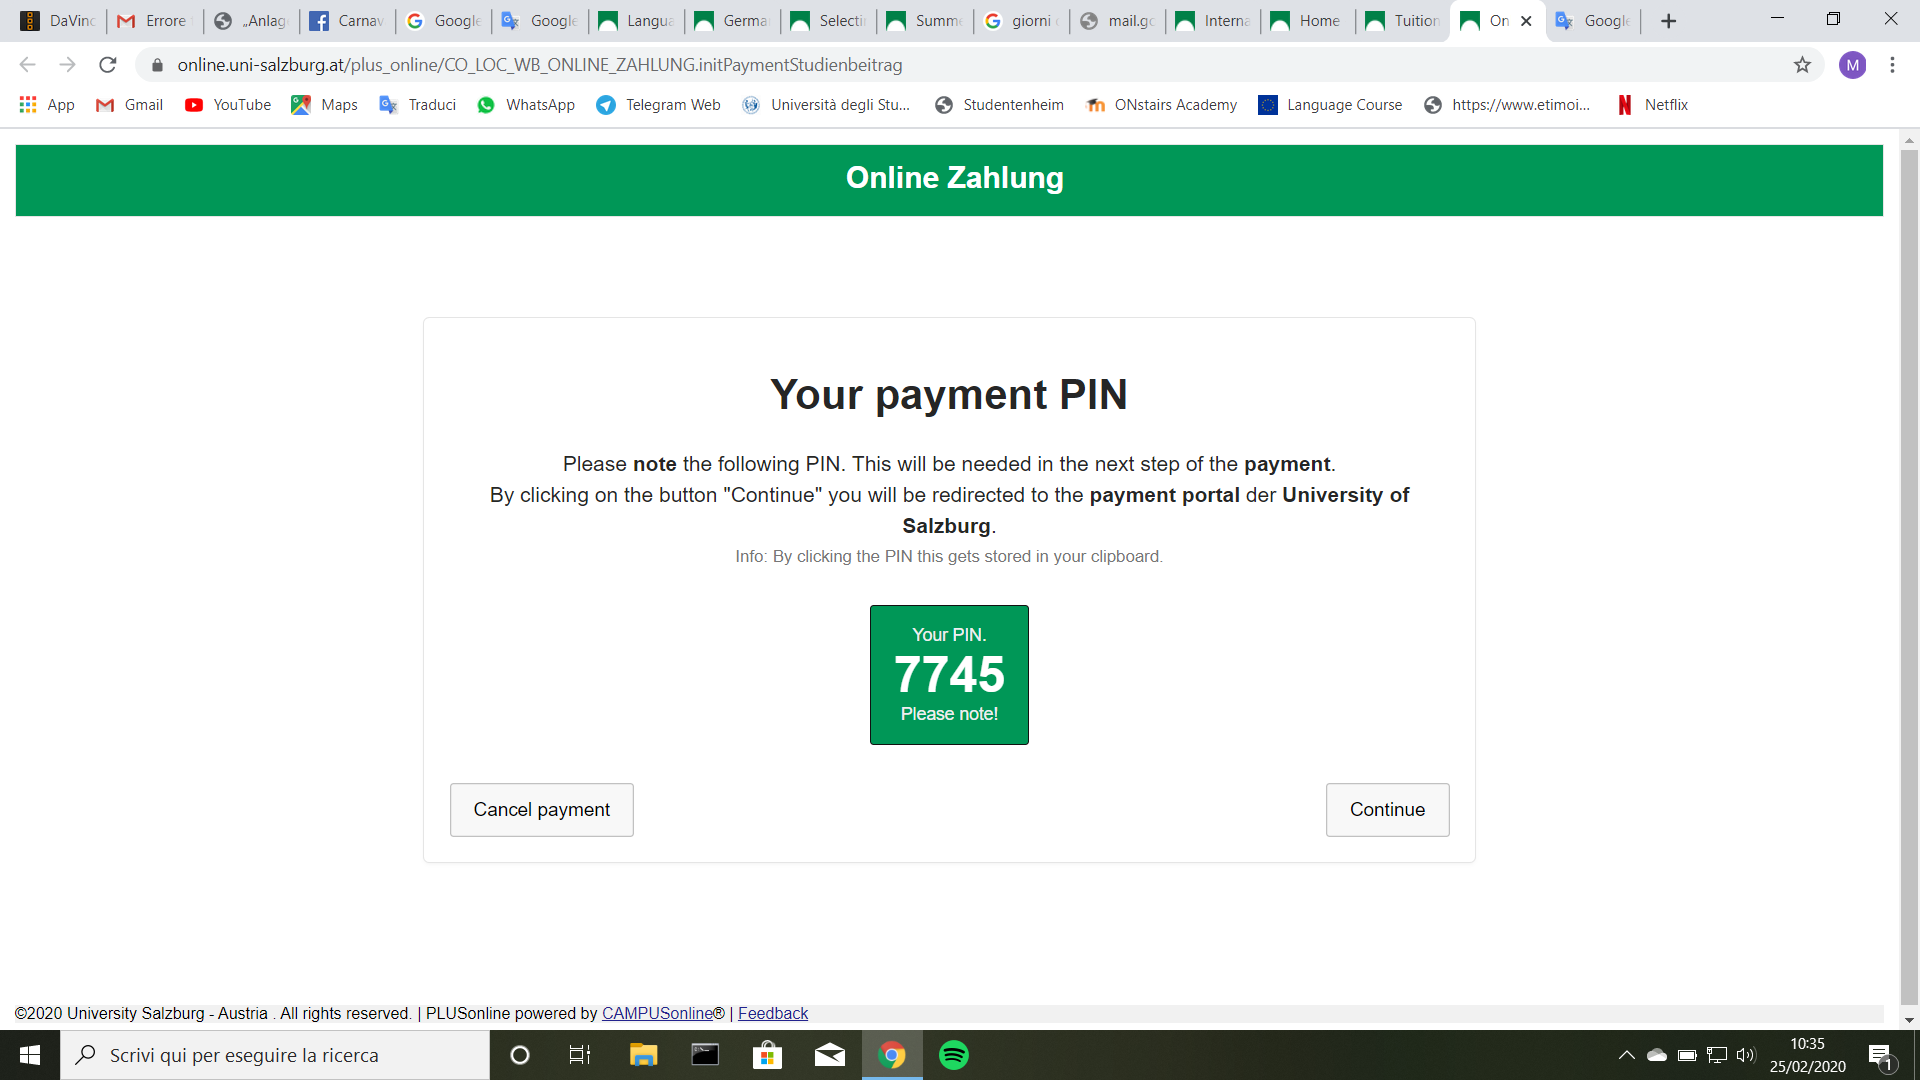 DaVinc
Errore
„Anlag
Carnav
Google
Google
Langua
Germa
Selectin
Summe
giorni
mail.go
Interna
Home
Tuition
On
Google
online.uni-salzburg.at/plus_online/CO_LOC_WB_ONLINE_ZAHLUNG.initPaymentStudienbeitrag
M
App
Gmail
YouTube
Maps
Traduci
WhatsApp
Telegram Web
Università degli Stu...
Studentenheim
ONstairs Academy
Language Course
https://www.etimoi...
Netflix
Online Zahlung
Your payment PIN
Please note the following PIN. This will be needed in the next step of the payment.
By clicking on the button "Continue" you will be redirected to the payment portal der University of
Salzburg.
Info: By clicking the PIN this gets stored in your clipboard.
Your PIN.
7745
Please note!
Cancel payment
Continue
©2020 University Salzburg - Austria . All rights reserved. | PLUSonline powered by CAMPUSonline® | Feedback
Scrivi qui per eseguire la ricerca
10:35
25/02/2020
1